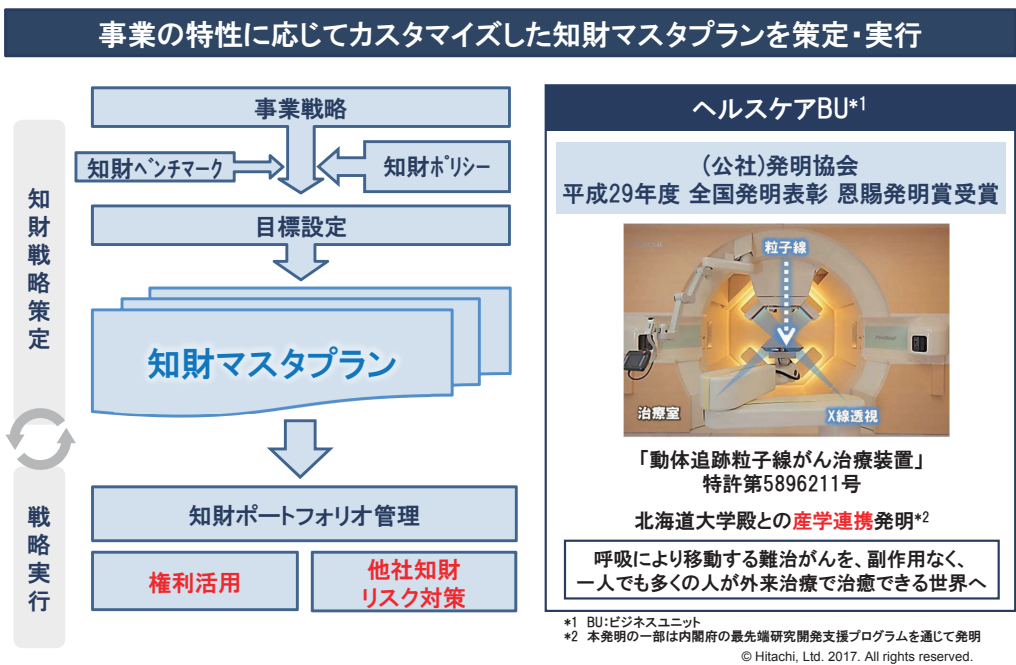 事業の特性に応じてカスタマイズした知財マスタプランを策定・実行
知財戦略策定
戦略実行
事業戦略
知財ベンチマーク
知財ポリシー
目標設定
知財マスタプラン
知財ポートフォリオ管理
権利活用
他社知財
リスク対策
ヘルスケアBU*1
(公社)発明協会
平成29年度 全国発明表彰 恩賜発明賞受賞
粒子線
治療室
X線透視
「動体追跡粒子線がん治療装置」
特許第5896211号
北海道大学殿との産学連携発明*2
呼吸により移動する難治がんを、副作用なく、
一人でも多くの人が外来治療で治癒できる世界へ
*1 BU:ビジネスユニット
*2 本発明の一部は内閣府の最先端研究開発支援プログラムを通じて発明
© Hitachi, Ltd. 2017. All rights reserved.